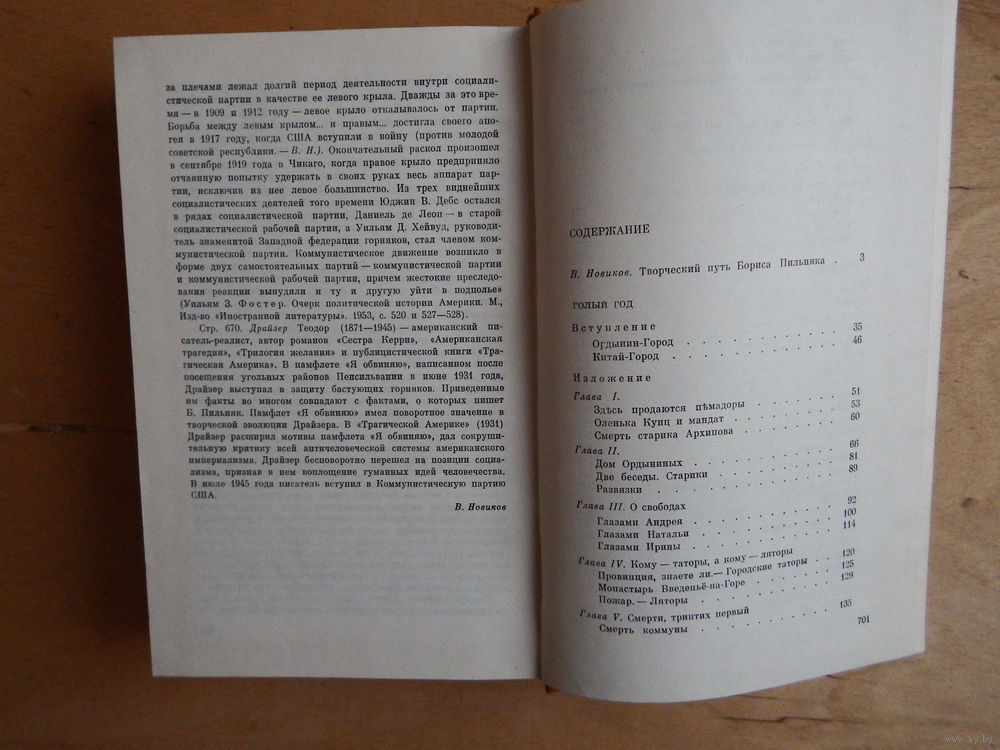 за плечами лежал долгий период деятельности внутри социали-
стической партии в качестве ее левого крыла. Дважды за это вре-
мя — в 1909 и 1912 году — левое крыло откалывалось от партии.
Борьба между левым крылом... и правым... достигла своего апо-
гея в 1917 году, когда США вступили в войну (против молодой
советской республики. — В. Н.). Окончательный раскол произошел
в сентябре 1919 года в Чикаго, когда правое крыло предприняло
отчаянную попытку удержать в своих руках весь аппарат пар-
тии, исключив из нее левое большинство. Из трех виднейших
социалистических деятелей того времени Юджин В. Дебс остался
в рядах социалистической партии, Даниель де Леон — в старой
социалистической рабочей партии, а Уильям Д. Хейвуд, руководи-
тель знаменитой Западной федерации горняков, стал членом ком-
мунистической партии. Коммунистическое движение возникло в
форме двух самостоятельных партий — коммунистической партии
и коммунистической рабочей партии, причем жестокие преследо-
вания реакции вынудили и ту и другую уйти в подполье»
(Уильям З. Фостер. Очерк политической истории Америки. М.,
Изд-во «Иностранной литературы». 1953, с. 520 и 527—528).
Стр. 670. Драйзер Теодор (1871—1945) — американский пи-
сатель-реалист, автор романов «Сестра Керри», «Американская
трагедия», «Трилогия желания» и публицистической книги «Тра-
гическая Америка». В памфлете «Я обвиняю», написанном после
посещения угольных районов Пенсильвании в июне 1931 года,
Драйзер выступал в защиту бастующих горняков. Приведенные
им факты во многом совпадают с фактами, о которых пишет
Б. Пильняк. Памфлет «Я обвиняю» имел поворотное значение в
творческой эволюции Драйзера. В «Трагической Америке» (1931)
Драйзер расширил мотивы памфлета «Я обвиняю», дал сокруши-
тельную критику всей античеловеческой системы американского
империализма. Драйзер бесповоротно перешел на позиции социа-
лизма, признав в нем воплощение гуманных идей человечества.
В июле 1945 года писатель вступил в Коммунистическую партию
США.
В. Новиков
СОДЕРЖАНИЕ
В. Новиков. Творческий путь Бориса Пильняка . 3
ГОЛЫЙ ГОД
Вступление
Ордынин-Город . . . . . . . . . . 35
Китай-Город . . . . . . . . . . . 46
Изложение
Глава I.
Здѣсь продаются пѣмадоры . . . . . . 51
Оленька Кунц и мандат . . . . . . . 53
Смерть старика Архипова . . . . . . 60
Глава II.
Дом Ордыниных . . . . . . . . . 66
Две беседы. Старики . . . . . . . . 81
Развязки . . . . . . . . . . . . 89
Глава III. О свободах
Глазами Андрея . . . . . . . . . 92
Глазами Натальи . . . . . . . . . 100
Глазами Ирины . . . . . . . . . 114
Глава IV. Кому — таторы, а кому — ляторы
Провинция, знаете ли.— Городские таторы . . 120
Монастырь Введеньё-на-Горе . . . . . . 125
Пожар. — Ляторы . . . . . . . . . 129
Глава V. Смерти, триптих первый
Смерть коммуны . . . . . . . . . 135
701
www.ay.by